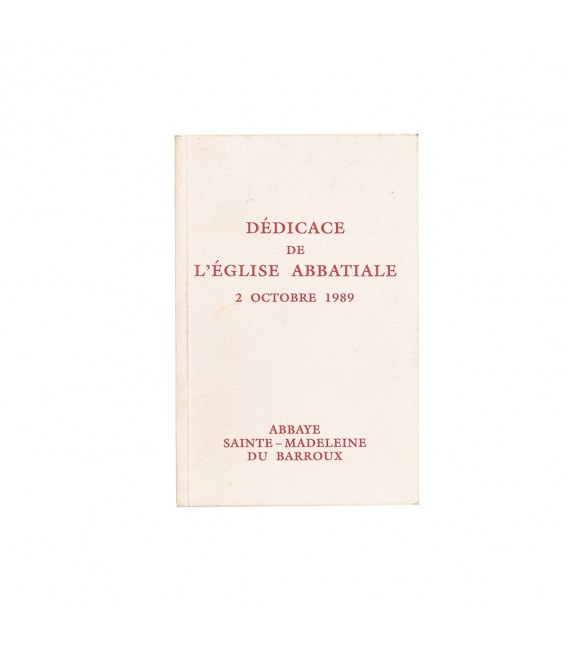 DÉDICACE
DE
L'ÉGLISE ABBATIALE
2 OCTOBRE 1989
ABBAYE
SAINTE–MADELEINE
DU BARROUX